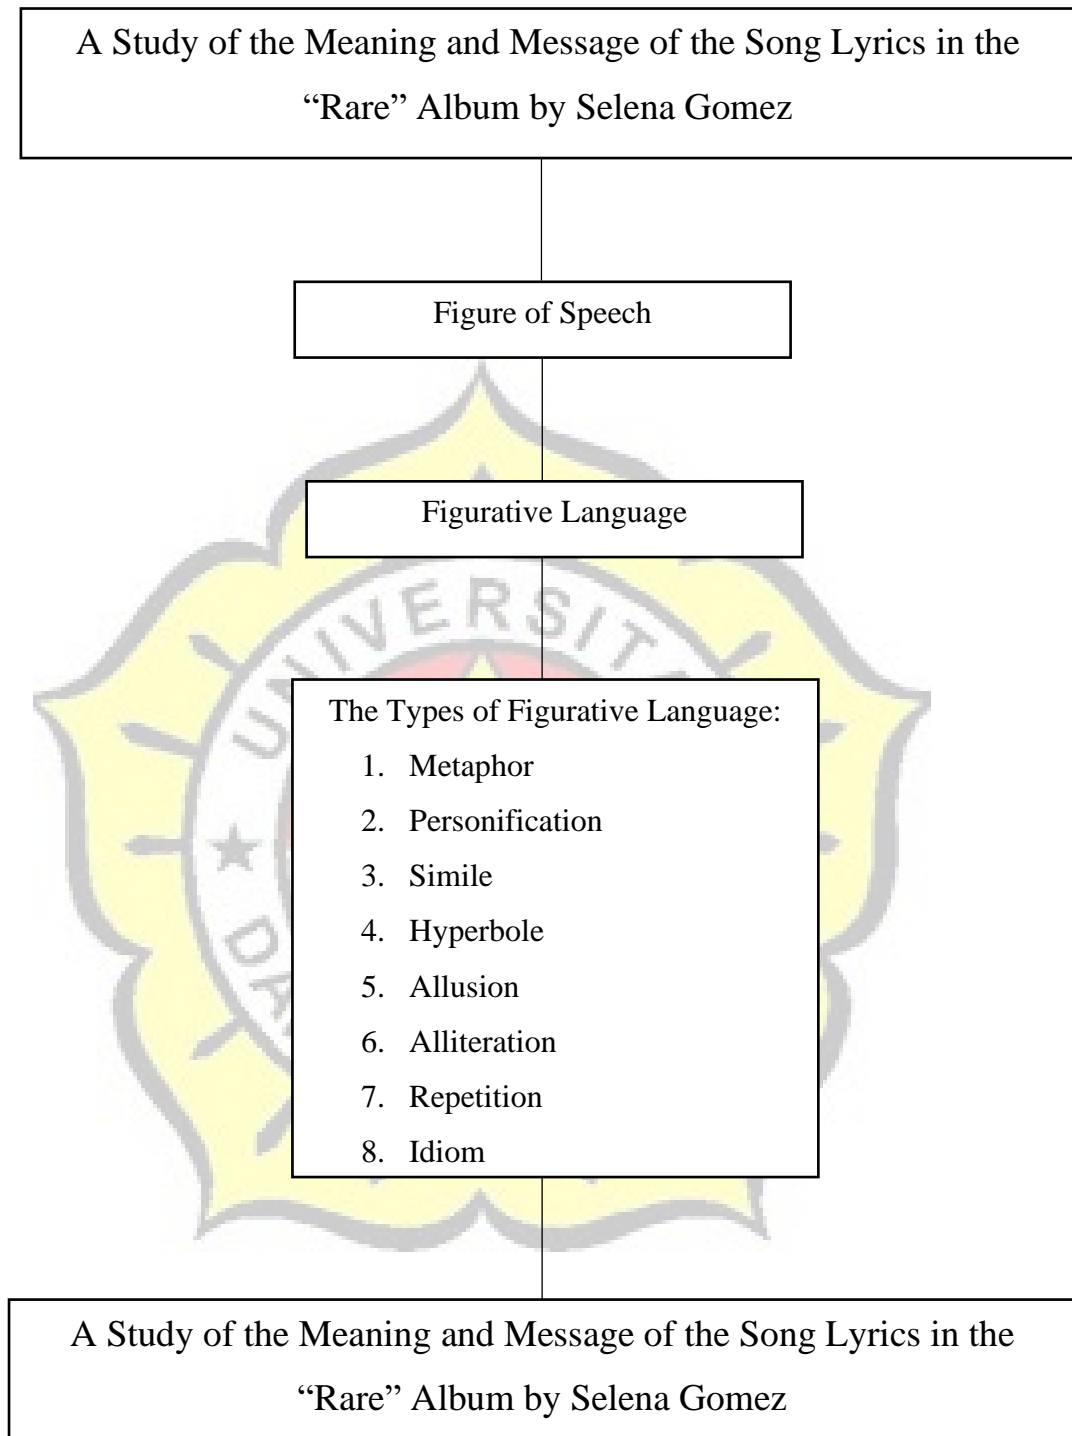 A Study of the Meaning and Message of the Song Lyrics in the
“Rare” Album by Selena Gomez
Figure of Speech
Figurative Language
UNIVERSITA
The Types of Figurative Language:
1. Metaphor
2. Personification
3. Simile
4. Hyperbole
5. Allusion
6. Alliteration
7. Repetition
8. Idiom
A Study of the Meaning and Message of the Song Lyrics in the
“Rare” Album by Selena Gomez